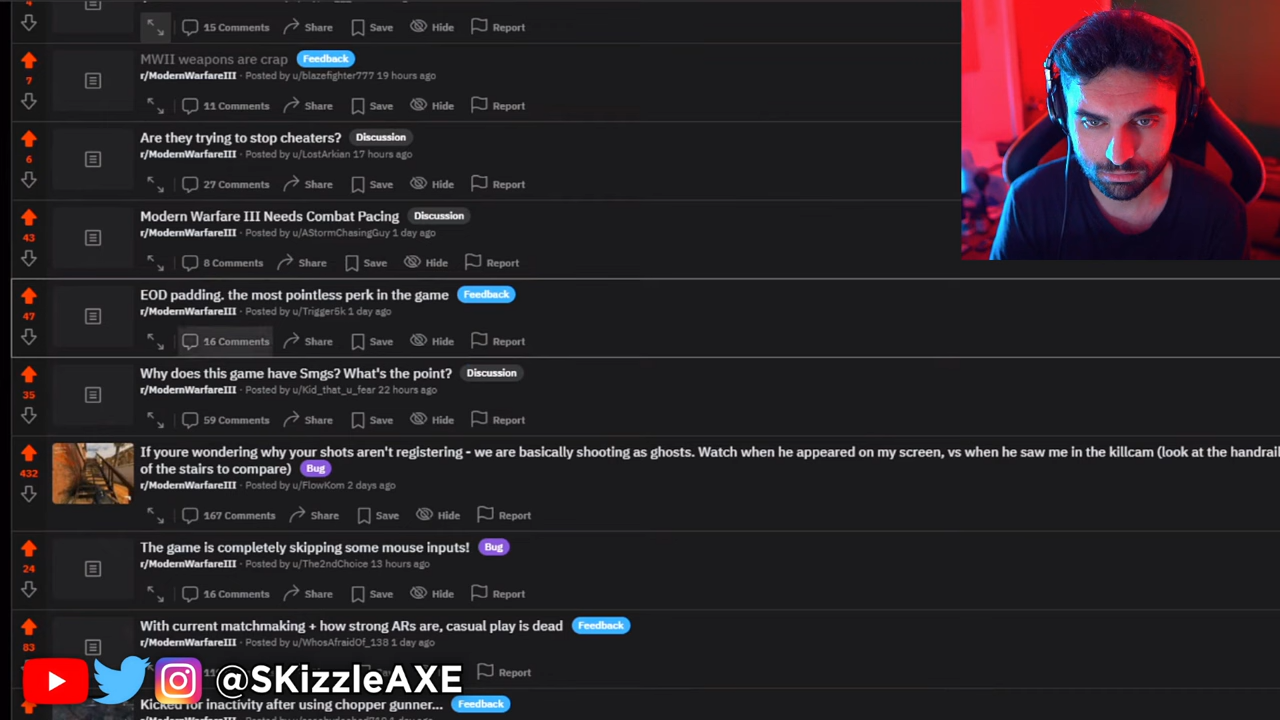 4
15 Comments Share Save Hide Report
MWII weapons are crap Feedback
r/ModernWarfareIII · Posted by u/blazefighter777 19 hours ago
7
11 Comments Share Save Hide Report
Are they trying to stop cheaters? Discussion
r/ModernWarfareIII · Posted by u/LostArkian 17 hours ago
6
27 Comments Share Save Hide Report
Modern Warfare III Needs Combat Pacing Discussion
r/ModernWarfareIII · Posted by u/AStormChasingGuy 1 day ago
43
8 Comments Share Save Hide Report
EOD padding. the most pointless perk in the game Feedback
r/ModernWarfareIII · Posted by u/Trigger5k 1 day ago
47
16 Comments Share Save Hide Report
Why does this game have Smgs? What's the point? Discussion
r/ModernWarfareIII · Posted by u/Kid_that_u_fear 22 hours ago
35
59 Comments Share Save Hide Report
If youre wondering why your shots aren't registering - we are basically shooting as ghosts. Watch when he appeared on my screen, vs when he saw me in the killcam (look at the handrail
of the stairs to compare) Bug
432
r/ModernWarfareIII · Posted by u/FlowKom 2 days ago
167 Comments Share Save Hide Report
The game is completely skipping some mouse inputs! Bug
r/ModernWarfareIII · Posted by u/The2ndChoice 13 hours ago
24
16 Comments Share Save Hide Report
With current matchmaking + how strong ARs are, casual play is dead Feedback
r/ModernWarfareIII · Posted by u/WhosAfraidOf_138 1 day ago
83
Report
@SKizzleAXE
Kicked for inactivity after using chopper gunner... Feedback